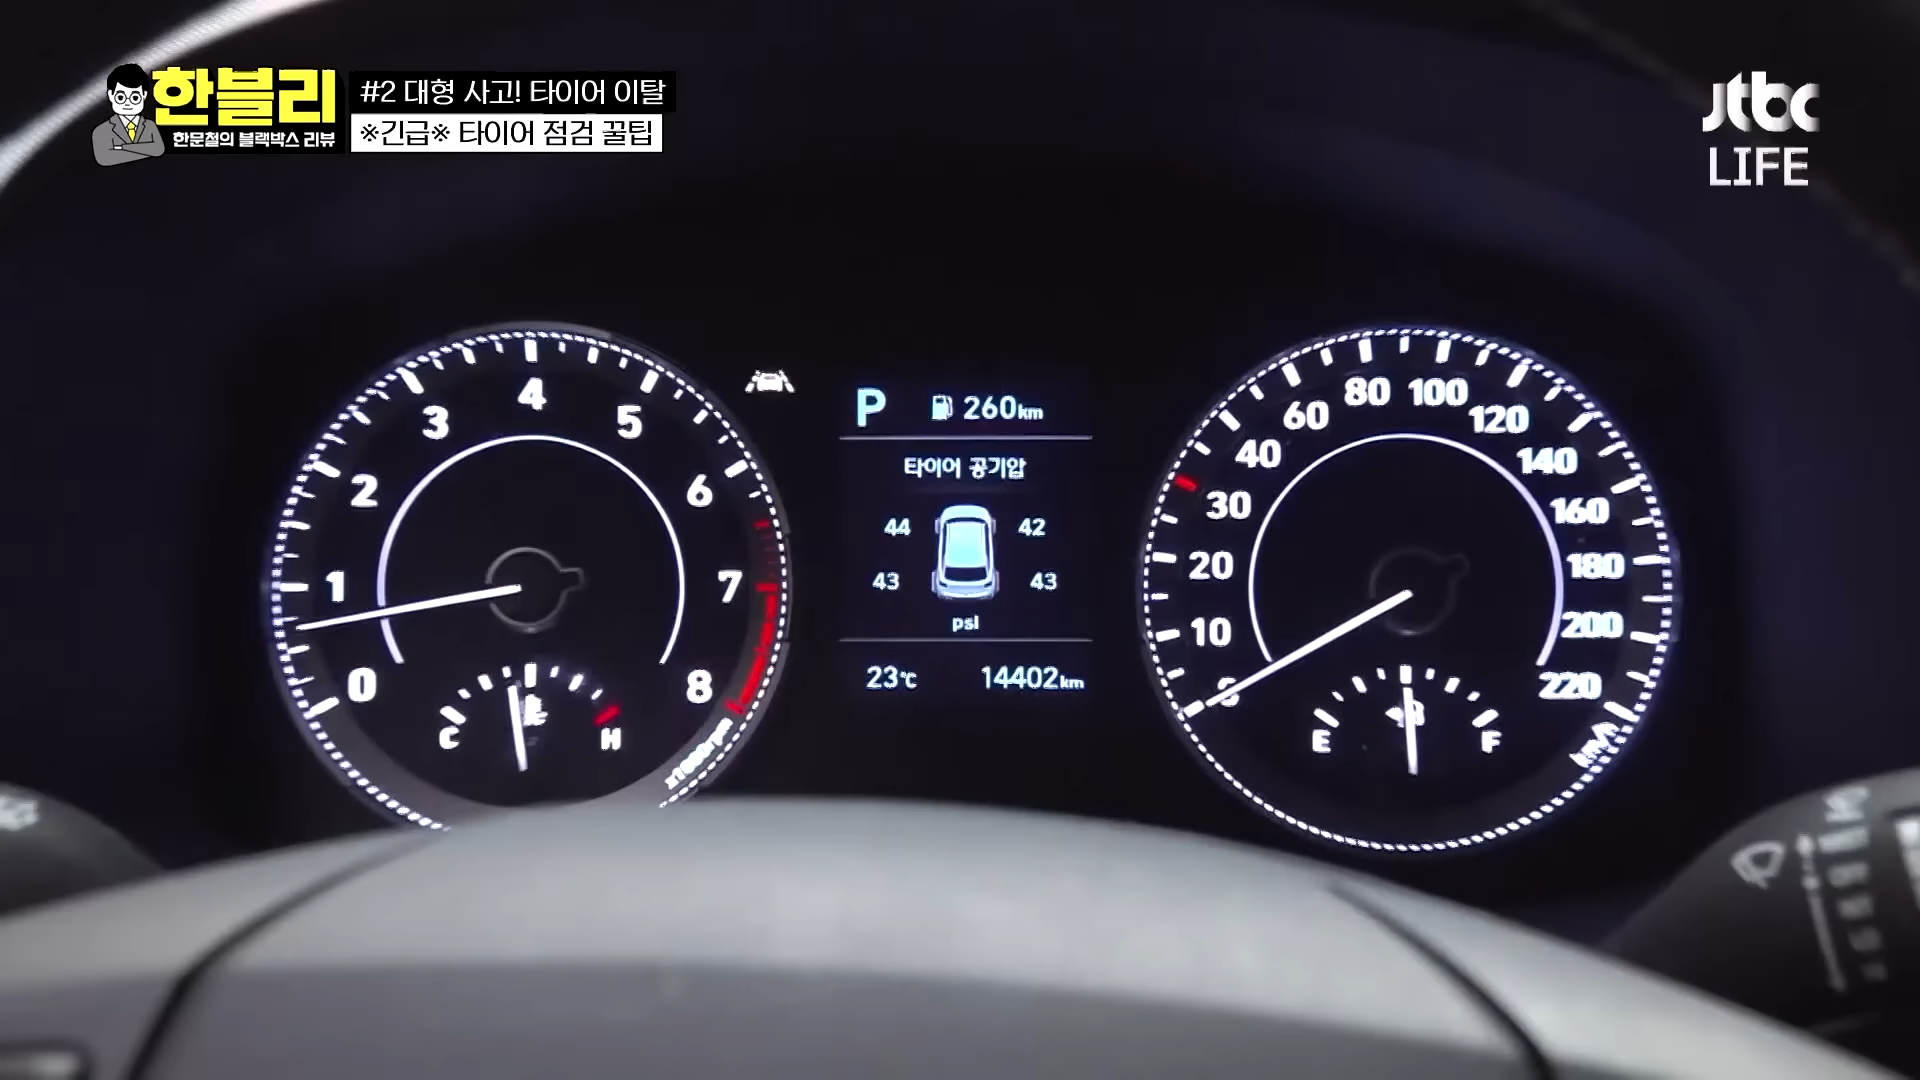 한블리
한문철의 블랙박스 리뷰
#2 대형 사고! 타이어 이탈
※긴급※ 타이어 점검 꿀팁
jtbc
LIFE
0 1 2 3 4 5 6 7 8
x1000rpm
C H
P 260km
타이어 공기압
44 42
43 43
psi
23℃ 14402km
0 10 20 30 40 60 80 100 120 140 160 180 200 220
km/h
E F